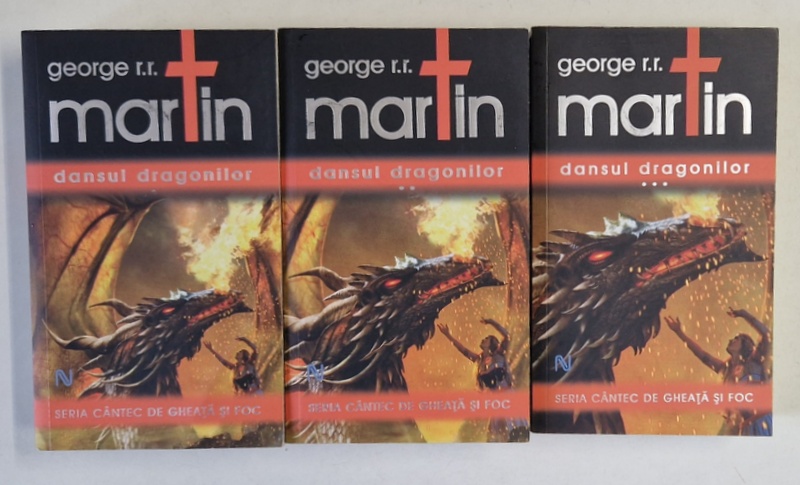 george r.r.
martin
dansul dragonilor
*
N
SERIA CÂNTEC DE GHEAȚĂ ȘI FOC
george r.r.
martin
dansul dragonilor
**
N
SERIA CÂNTEC DE GHEAȚĂ ȘI FOC
george r.r.
martin
dansul dragonilor
***
N
SERIA CÂNTEC DE GHEAȚĂ ȘI FOC